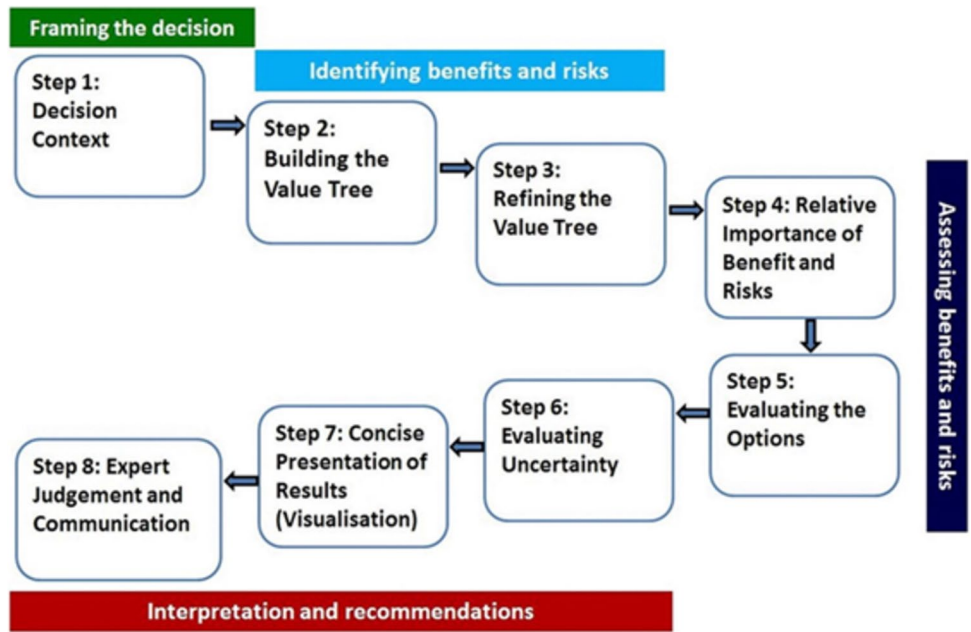 Framing the decision
Identifying benefits and risks
Step 1:
Decision
Context
Step 2:
Building the
Value Tree
Step 3:
Refining the
Value Tree
Step 4: Relative
Importance of
Benefit and
Risks
Assessing benefits and risks
Step 5:
Evaluating the
Options
Step 6:
Evaluating
Uncertainty
Step 7: Concise
Presentation of
Results
(Visualisation)
Step 8: Expert
Judgement and
Communication
Interpretation and recommendations